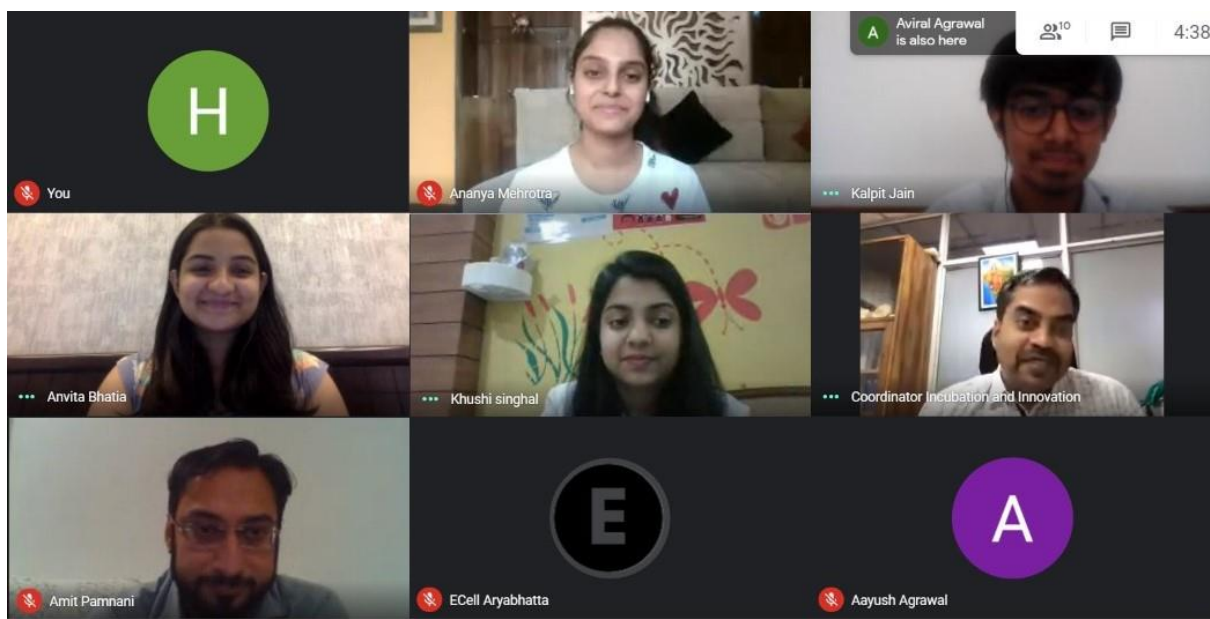 H
You
Ananya Mehrotra
A
Aviral Agrawal
is also here
10
4:38
Kalpit Jain
Anvita Bhatia
Khushi singhal
Coordinator Incubation and Innovation
Amit Pamnani
E
ECell Aryabhatta
A
Aayush Agrawal